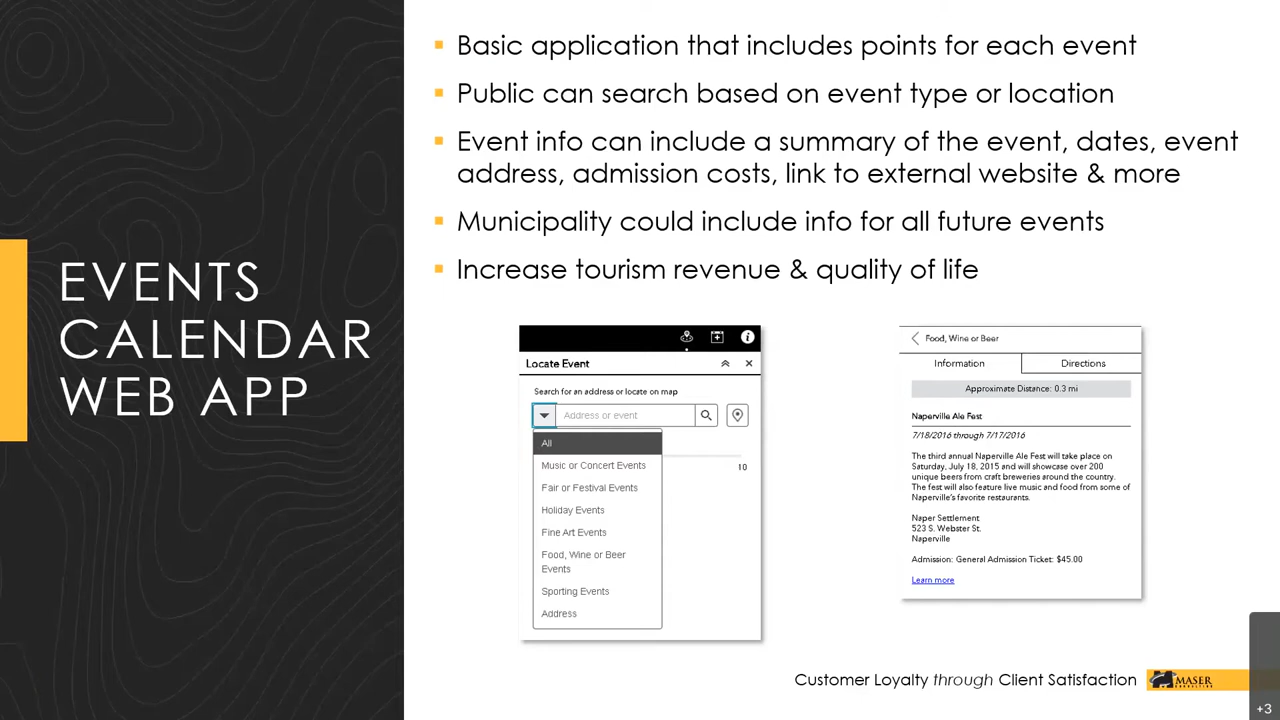 EVENTS
CALENDAR
WEB APP
Basic application that includes points for each event
Public can search based on event type or location
Event info can include a summary of the event, dates, event
address, admission costs, link to external website & more
Municipality could include info for all future events
Increase tourism revenue & quality of life
Locate Event
Search for an address or locate on map
Address or event
10
All
Music or Concert Events
Fair or Festival Events
Holiday Events
Fine Art Events
Food, Wine or Beer
Events
Sporting Events
Address
Food, Wine or Beer
Information Directions
Approximate Distance: 0.3 mi
Naperville Ale Fest
7/18/2016 through 7/17/2016
The third annual Naperville Ale Fest will take place on
Saturday, July 18, 2015 and will showcase over 200
unique beers from craft breweries around the country.
The fest will also feature live music and food from some of
Naperville's favorite restaurants.
Naper Settlement
523 S. Webster St.
Naperville
Admission: General Admission Ticket: $45.00
Learn more
Customer Loyalty through Client Satisfaction
MASER
+3